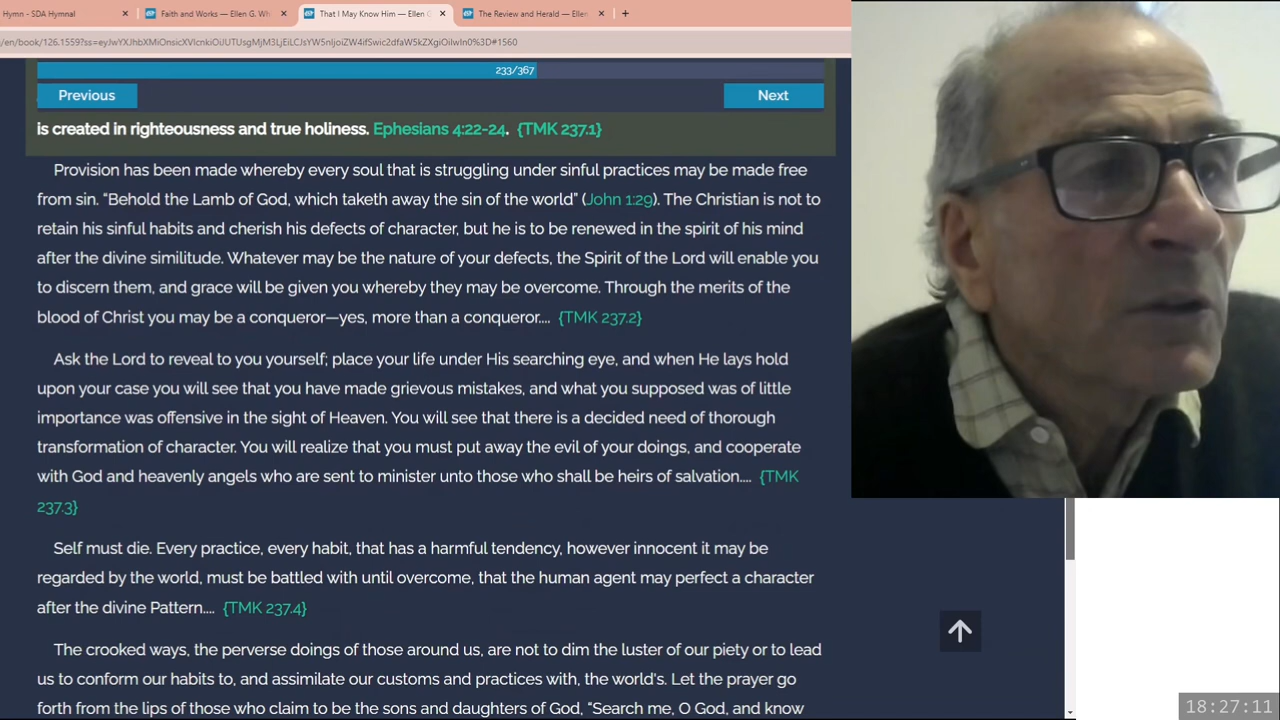 Hymn - SDA Hymnal
Faith and Works — Ellen G. Wh
That I May Know Him — Ellen G
The Review and Herald — Ellen
/en/book/126.1559?ss=eyJwYXJhbXMiOnsicXVlcnkiOiJUTUsgMjM3LjEiLCJsYW5nIjoiZW4ifSwic2dfaW5kZXgiOilwIn0%3D#1560
233/367
Previous
Next
is created in righteousness and true holiness. Ephesians 4:22-24. {TMK 237.1}
Provision has been made whereby every soul that is struggling under sinful practices may be made free
from sin. “Behold the Lamb of God, which taketh away the sin of the world” (John 1:29). The Christian is not to
retain his sinful habits and cherish his defects of character, but he is to be renewed in the spirit of his mind
after the divine similitude. Whatever may be the nature of your defects, the Spirit of the Lord will enable you
to discern them, and grace will be given you whereby they may be overcome. Through the merits of the
blood of Christ you may be a conqueror—yes, more than a conqueror.... {TMK 237.2}
Ask the Lord to reveal to you yourself; place your life under His searching eye, and when He lays hold
upon your case you will see that you have made grievous mistakes, and what you supposed was of little
importance was offensive in the sight of Heaven. You will see that there is a decided need of thorough
transformation of character. You will realize that you must put away the evil of your doings, and cooperate
with God and heavenly angels who are sent to minister unto those who shall be heirs of salvation.... {TMK
237.3}
Self must die. Every practice, every habit, that has a harmful tendency, however innocent it may be
regarded by the world, must be battled with until overcome, that the human agent may perfect a character
after the divine Pattern.... {TMK 237.4}
The crooked ways, the perverse doings of those around us, are not to dim the luster of our piety or to lead
us to conform our habits to, and assimilate our customs and practices with, the world's. Let the prayer go
forth from the lips of those who claim to be the sons and daughters of God, “Search me, O God, and know
18:27:11